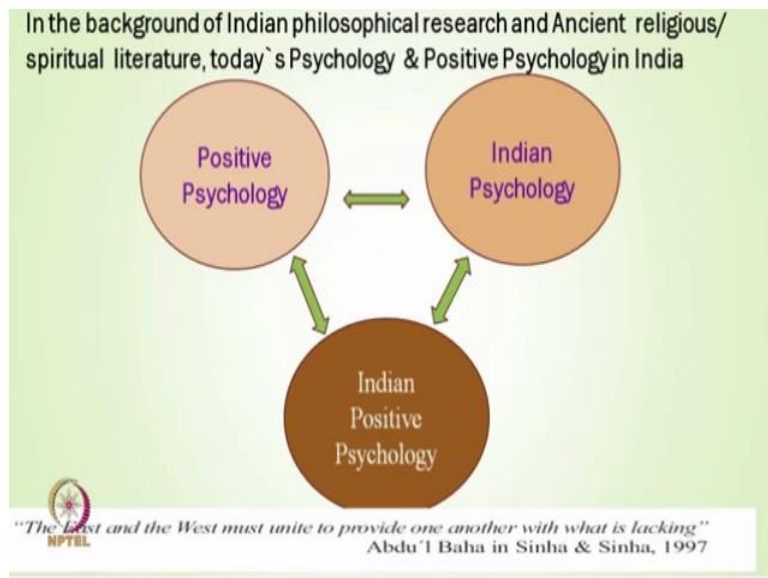 In the background of Indian philosophical research and Ancient religious/
spiritual literature, today`s Psychology & Positive Psychology in India
Positive
Psychology
Indian
Psychology
Indian
Positive
Psychology
"The East and the West must unite to provide one another with what is lacking"
NPTEL
Abdu´l Baha in Sinha & Sinha, 1997